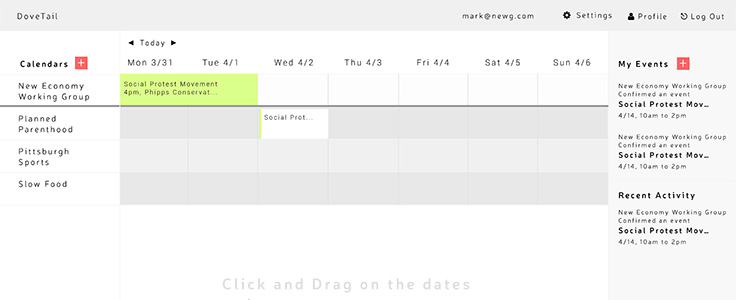 DoveTail
mark@newg.com
Settings
Profile
Log Out
Today
Calendars
Mon 3/31
Tue 4/1
Wed 4/2
Thu 4/3
Fri 4/4
Sat 4/5
Sun 4/6
My Events
New Economy
Working Group
Social Protest Movement
4pm, Phipps Conservat...
Planned
Parenthood
Social Prot...
Pittsburgh
Sports
Slow Food
New Economy Working Group
Confirmed an event
Social Protest Mov...
4/14, 10am to 2pm
New Economy Working Group
Confirmed an event
Social Protest Mov...
4/14, 10am to 2pm
Recent Activity
New Economy Working Group
Confirmed an event
Social Protest Mov...
4/14, 10am to 2pm
Click and Drag on the dates